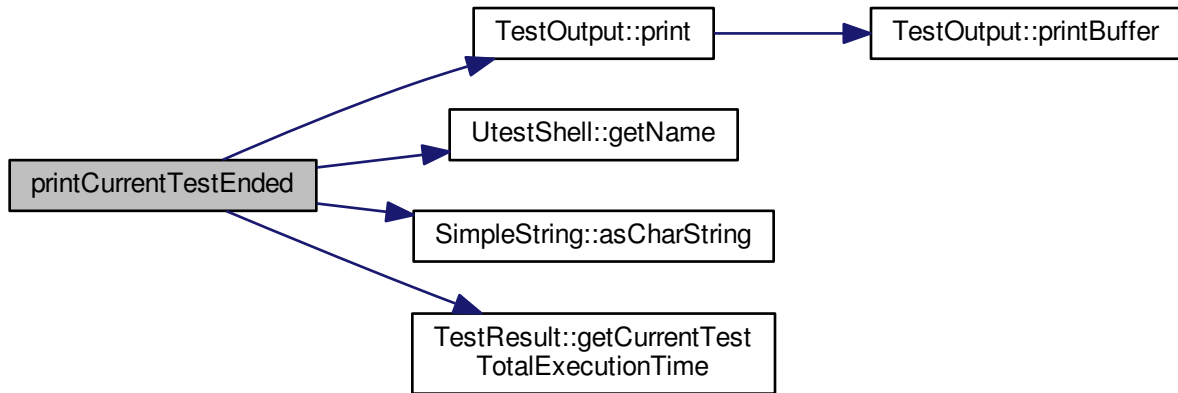 TestOutput::print
TestOutput::printBuffer
UtestShell::getName
printCurrentTestEnded
SimpleString::asCharString
TestResult::getCurrentTest
TotalExecutionTime